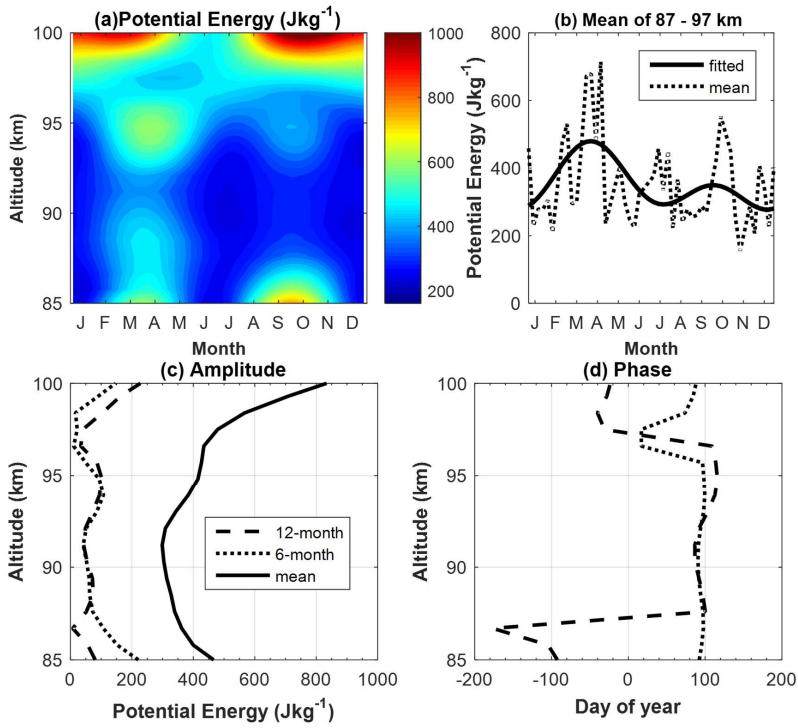 (a)Potential Energy (Jkg-1)
100
95
90
85
Altitude (km)
J F M A M J J A S O N D
Month
1000
800
600
400
200
(b) Mean of 87 - 97 km
800
600
400
200
0
Potential Energy (Jkg-1)
fitted
mean
J F M A M J J A S O N D
Month
(c) Amplitude
100
95
90
85
Altitude (km)
12-month
6-month
mean
0 200 400 600 800 1000
Potential Energy (Jkg-1)
(d) Phase
100
95
90
85
Altitude (km)
-200 -100 0 100 200
Day of year